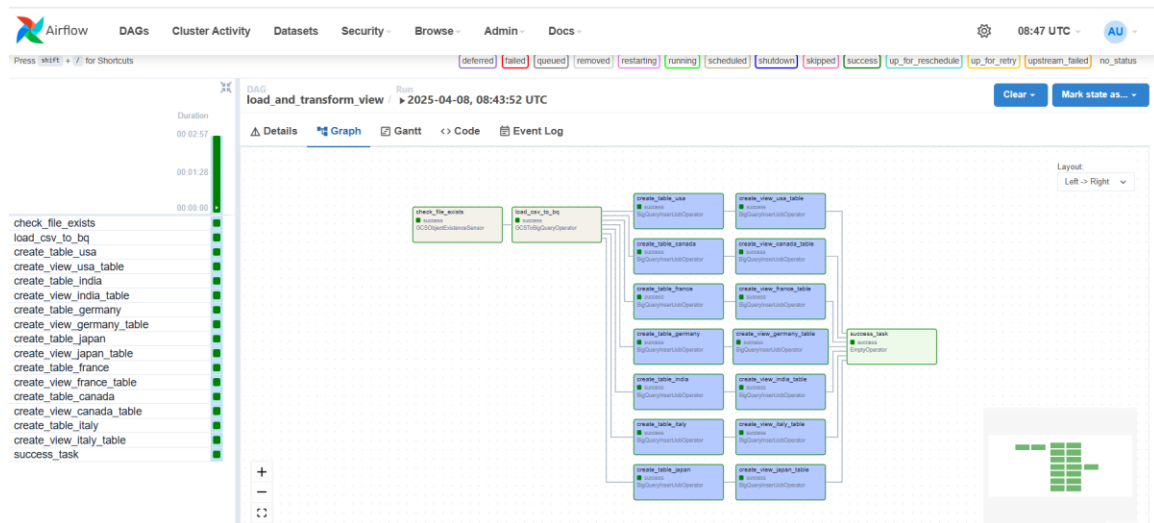 Airflow DAGs Cluster Activity Datasets Security Browse Admin Docs 08:47 UTC AU
Press shift + / for Shortcuts
deferred failed queued removed restarting running scheduled shutdown skipped success up_for_reschedule up_for_retry upstream_failed no_status
DAG
load_and_transform_view / Run
2025-04-08, 08:43:52 UTC
Clear Mark state as...
Details Graph Gantt <> Code Event Log
Duration
00:02:57
00:01:28
00:00:00
check_file_exists
load_csv_to_bq
create_table_usa
create_view_usa_table
create_table_india
create_view_india_table
create_table_germany
create_view_germany_table
create_table_japan
create_view_japan_table
create_table_france
create_view_france_table
create_table_canada
create_view_canada_table
create_table_italy
create_view_italy_table
success_task
Layout:
Left -> Right
check_file_exists
success
GCSObjectExistenceSensor
load_csv_to_bq
success
GCSToBigQueryOperator
create_table_usa
success
BigQueryInsertJobOperator
create_view_usa_table
success
BigQueryInsertJobOperator
create_table_canada
success
BigQueryInsertJobOperator
create_view_canada_table
success
BigQueryInsertJobOperator
create_table_france
success
BigQueryInsertJobOperator
create_view_france_table
success
BigQueryInsertJobOperator
create_table_germany
success
BigQueryInsertJobOperator
create_view_germany_table
success
BigQueryInsertJobOperator
create_table_india
success
BigQueryInsertJobOperator
create_view_india_table
success
BigQueryInsertJobOperator
create_table_italy
success
BigQueryInsertJobOperator
create_view_italy_table
success
BigQueryInsertJobOperator
create_table_japan
success
BigQueryInsertJobOperator
create_view_japan_table
success
BigQueryInsertJobOperator
success_task
success
EmptyOperator